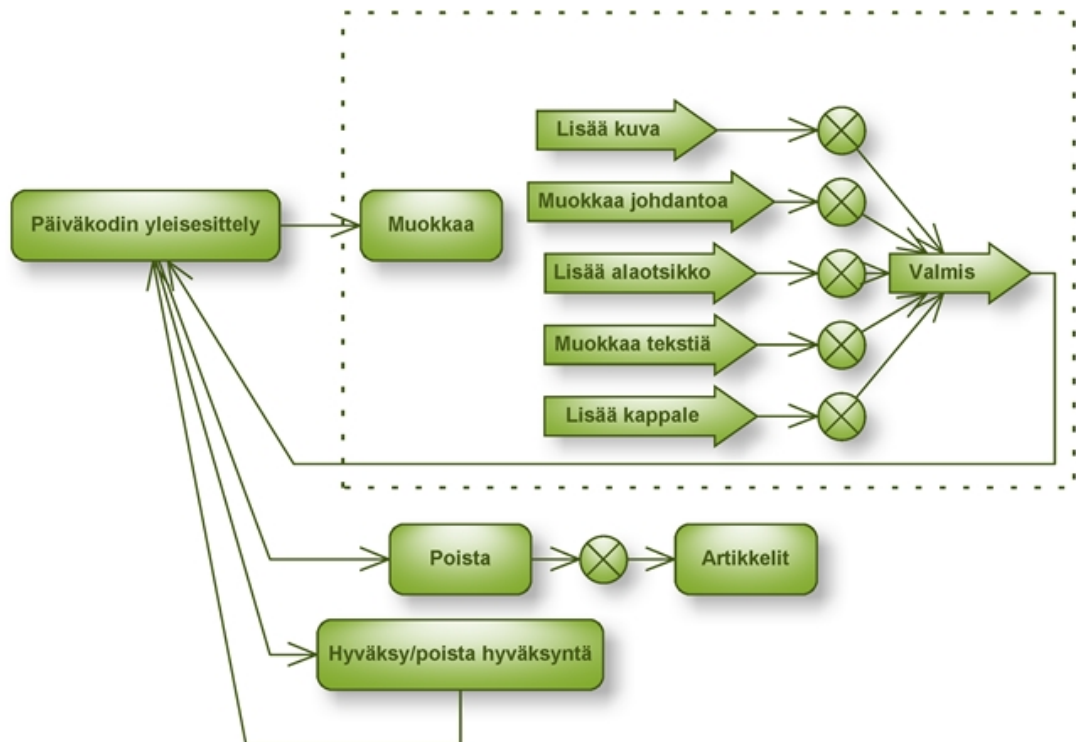 Lisää kuva
Päiväkodin yleisesittely
Muokkaa
Muokkaa johdantoa
Lisää alaotsikko
Valmis
Muokkaa tekstiä
Lisää kappale
Poista
Artikkelit
Hyväksy/poista hyväksyntä